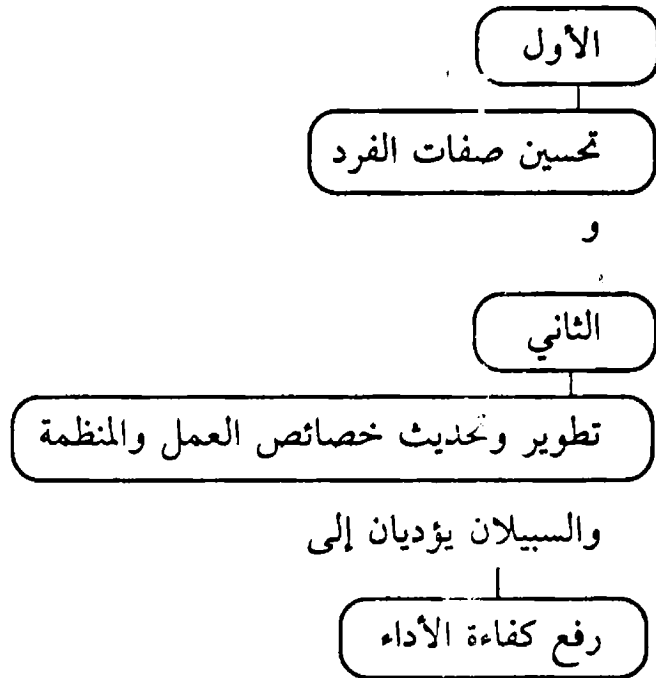 الأول
تحسين صفات الفرد
و
الثاني
تطوير وتحديث خصائص العمل والمنظمة
والسبيلان يؤديان إلى
رفع كفاءة الأداء